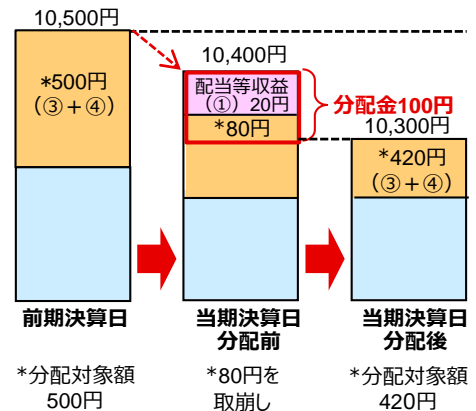 10,500円
*500円
(③+④)
前期決算日
*分配対象額
500円
10,400円
配当等収益
(①) 20円
*80円
分配金100円
当期決算日
分配前
*80円を
取崩し
10,300円
*420円
(③+④)
当期決算日
分配後
*分配対象額
420円